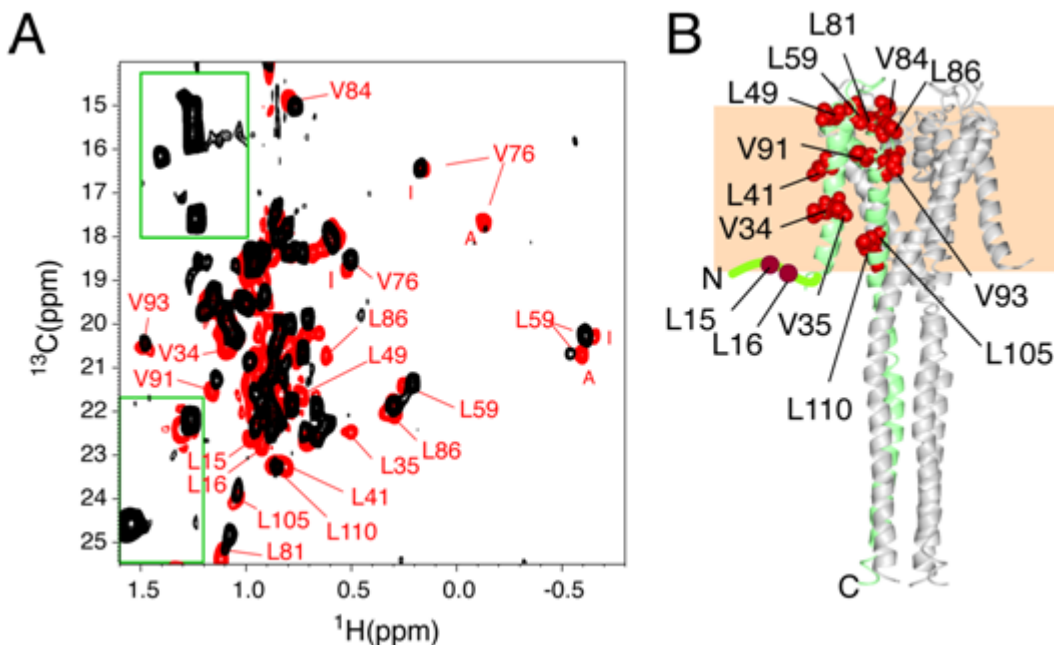 A
15
16
17
18
19
20
21
22
23
24
25
13C(ppm)
1.5
1.0
0.5
0.0
-0.5
1H(ppm)
V84
V76
I
A
I
V76
V93
L86
L59
I
V34
L49
A
V91
L59
L15
L86
L35
L16
L41
L105
L110
L81
B
L81
L59
V84
L86
L49
V91
L41
V34
N
V93
L15
L16
V35
L105
L110
C